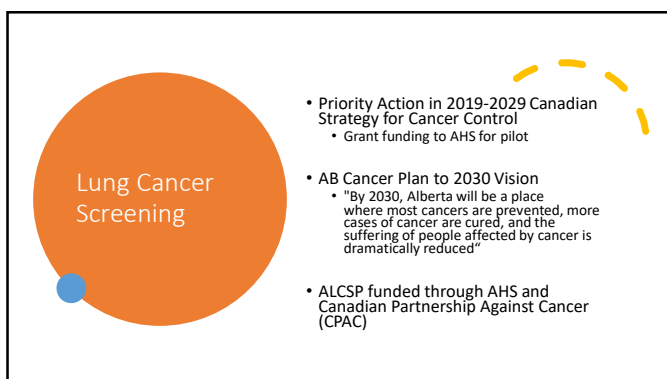 Lung Cancer
Screening
• Priority Action in 2019-2029 Canadian
Strategy for Cancer Control
• Grant funding to AHS for pilot
• AB Cancer Plan to 2030 Vision
• "By 2030, Alberta will be a place
where most cancers are prevented, more
cases of cancer are cured, and the
suffering of people affected by cancer is
dramatically reduced“
• ALCSP funded through AHS and
Canadian Partnership Against Cancer
(CPAC)